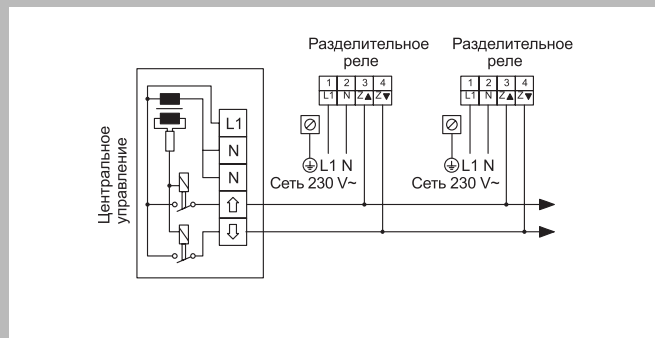 Разделительное
реле
1 2 3 4
L1 N Z▲ Z▼
L1 N
Сеть 230 V~
Разделительное
реле
1 2 3 4
L1 N Z▲ Z▼
L1 N
Сеть 230 V~
Центральное
управление
L1
N
N
⇧
⇩